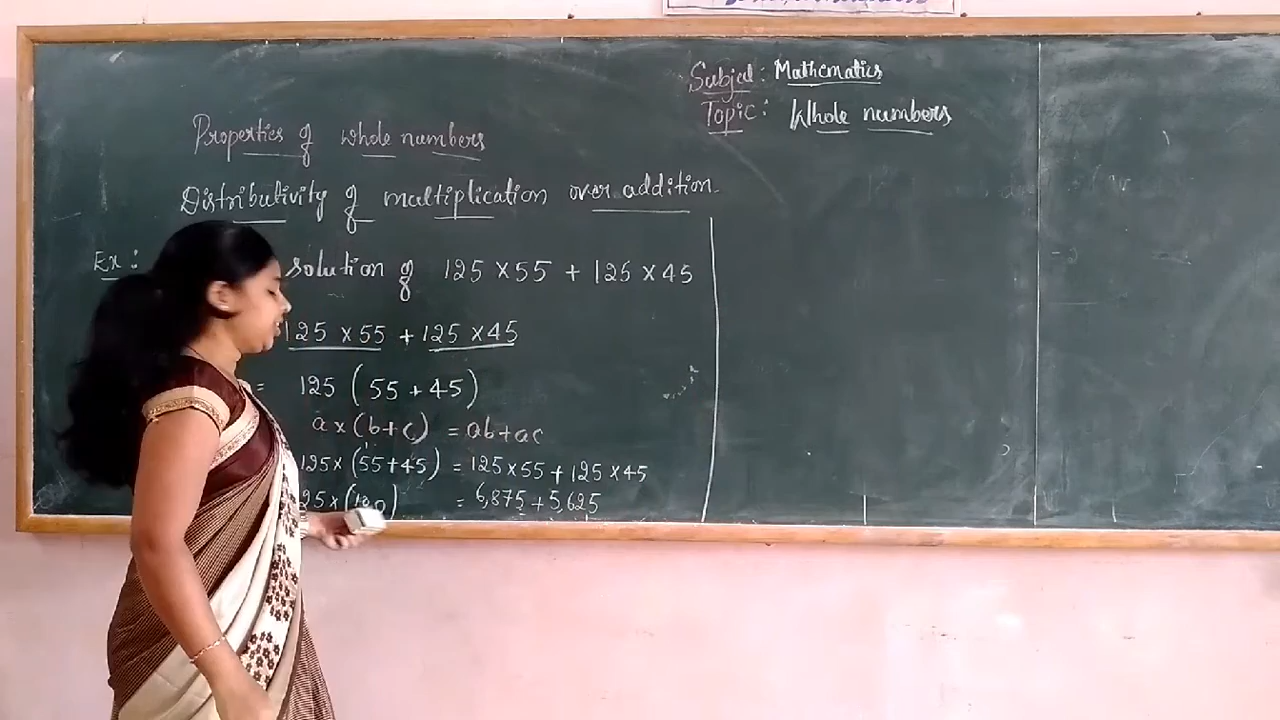 Subject: Mathematics
Topic: Whole numbers
Properties of whole numbers
Distributivity of multiplication over addition
Ex: solution of 125 × 55 + 125 × 45
125 × 55 + 125 × 45
= 125 (55 + 45)
a × (b + c) = ab + ac
125 × (55 + 45) = 125 × 55 + 125 × 45
25 × (100) = 6,875 + 5,625